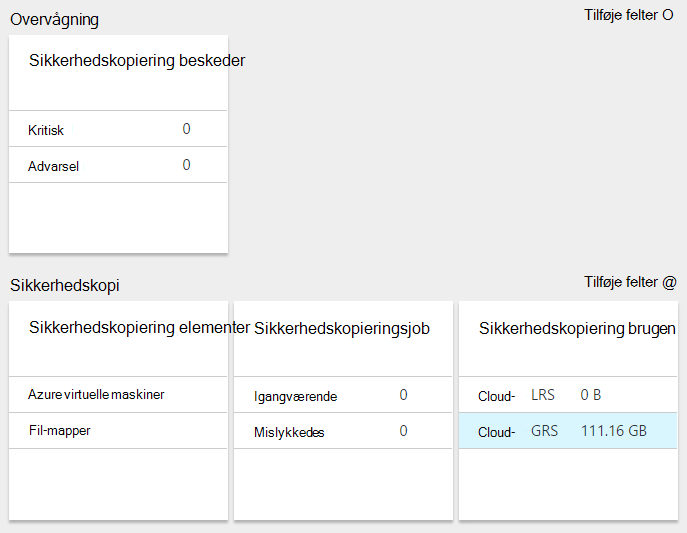 Overvågning
Tilføje felter O
Sikkerhedskopiering beskeder
Kritisk 0
Advarsel 0
Sikkerhedskopi
Tilføje felter @
Sikkerhedskopiering elementer
Azure virtuelle maskiner
Fil-mapper
Sikkerhedskopieringsjob
Igangværende 0
Mislykkedes 0
Sikkerhedskopiering brugen
Cloud- LRS 0 B
Cloud- GRS 111.16 GB